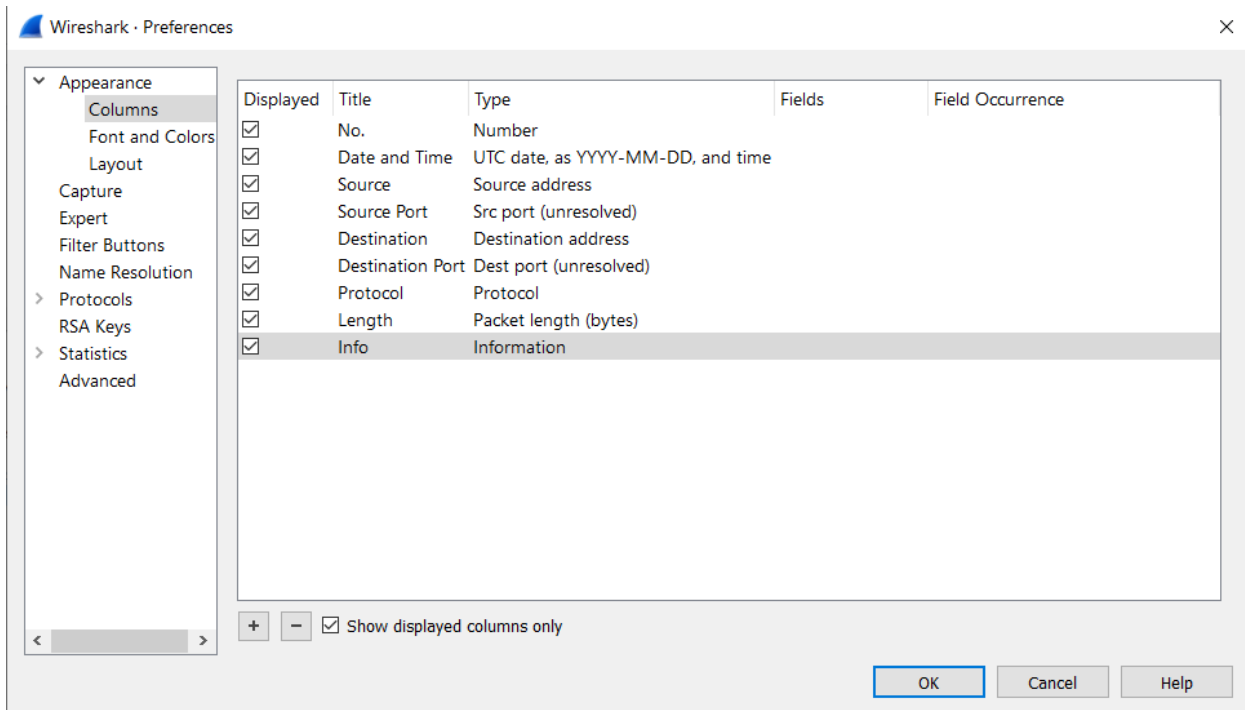 Wireshark · Preferences
Appearance
Columns
Font and Colors
Layout
Capture
Expert
Filter Buttons
Name Resolution
Protocols
RSA Keys
Statistics
Advanced
Displayed Title Type Fields Field Occurrence
No. Number
Date and Time UTC date, as YYYY-MM-DD, and time
Source Source address
Source Port Src port (unresolved)
Destination Destination address
Destination Port Dest port (unresolved)
Protocol Protocol
Length Packet length (bytes)
Info Information
+ − Show displayed columns only
OK Cancel Help